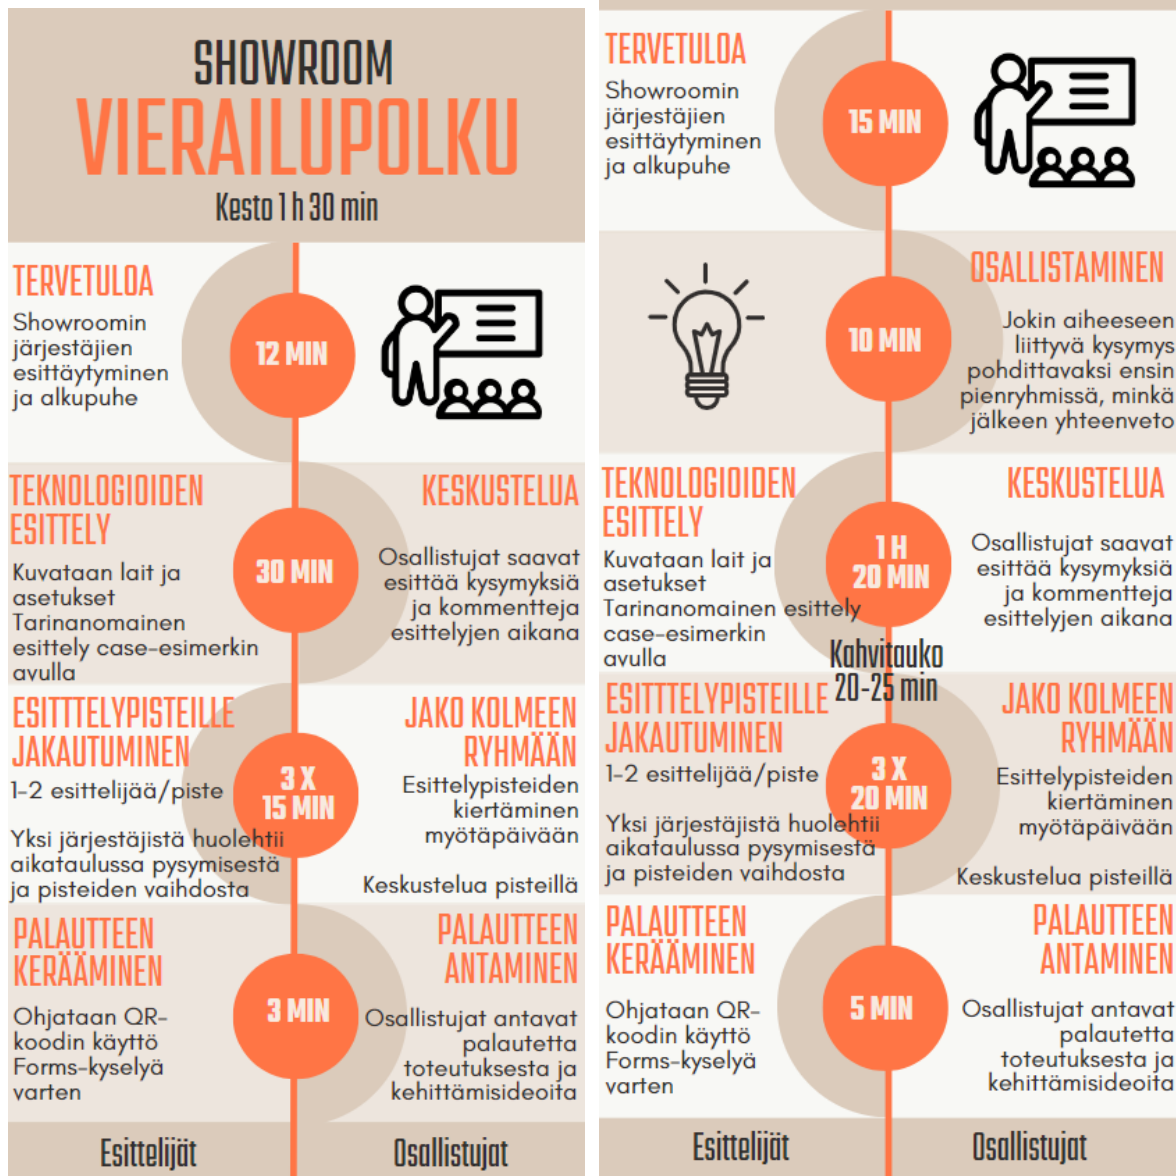 SHOWROOM
VIERAILUPOLKU
Kesto 1 h 30 min
TERVETULOA
Showroomin
järjestäjien
esittäytyminen
ja alkupuhe
12 MIN
TEKNOLOGIOIDEN
ESITTELY
Kuvataan lait ja
asetukset
Tarinanomainen
esittely case-esimerkin
avulla
30 MIN
KESKUSTELUA
Osallistujat saavat
esittää kysymyksiä
ja kommentteja
esittelyjen aikana
ESITTTELYPISTEILLE
JAKAUTUMINEN
1-2 esittelijää/piste
Yksi järjestäjistä huolehtii
aikataulussa pysymisestä
ja pisteiden vaihdosta
3 X
15 MIN
JAKO KOLMEEN
RYHMÄÄN
Esittelypisteiden
kiertäminen
myötäpäivään
Keskustelua pisteillä
PALAUTTEEN
KERÄÄMINEN
Ohjataan QR-
koodin käyttö
Forms-kyselyä
varten
3 MIN
PALAUTTEEN
ANTAMINEN
Osallistujat antavat
palautetta
toteutuksesta ja
kehittämisideoita
Esittelijät
Osallistujat
TERVETULOA
Showroomin
järjestäjien
esittäytyminen
ja alkupuhe
15 MIN
10 MIN
OSALLISTAMINEN
Jokin aiheeseen
liittyvä kysymys
pohdittavaksi ensin
pienryhmissä, minkä
jälkeen yhteenveto
TEKNOLOGIOIDEN
ESITTELY
Kuvataan lait ja
asetukset
Tarinanomainen esittely
case-esimerkin
avulla
1 H
20 MIN
KESKUSTELUA
Osallistujat saavat
esittää kysymyksiä
ja kommentteja
esittelyjen aikana
Kahvitauko
20-25 min
ESITTTELYPISTEILLE
JAKAUTUMINEN
1-2 esittelijää/piste
Yksi järjestäjistä huolehtii
aikataulussa pysymisestä
ja pisteiden vaihdosta
3 X
20 MIN
JAKO KOLMEEN
RYHMÄÄN
Esittelypisteiden
kiertäminen
myötäpäivään
Keskustelua pisteillä
PALAUTTEEN
KERÄÄMINEN
Ohjataan QR-
koodin käyttö
Forms-kyselyä
varten
5 MIN
PALAUTTEEN
ANTAMINEN
Osallistujat antavat
palautetta
toteutuksesta ja
kehittämisideoita
Esittelijät
Osallistujat